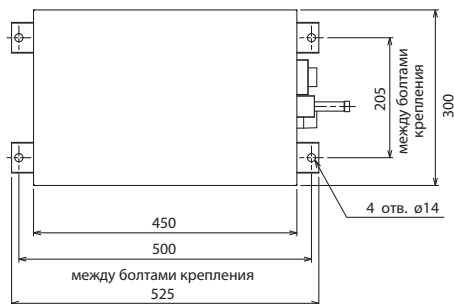 205
между болтами
крепления
300
4 отв. ø14
450
500
между болтами крепления
525